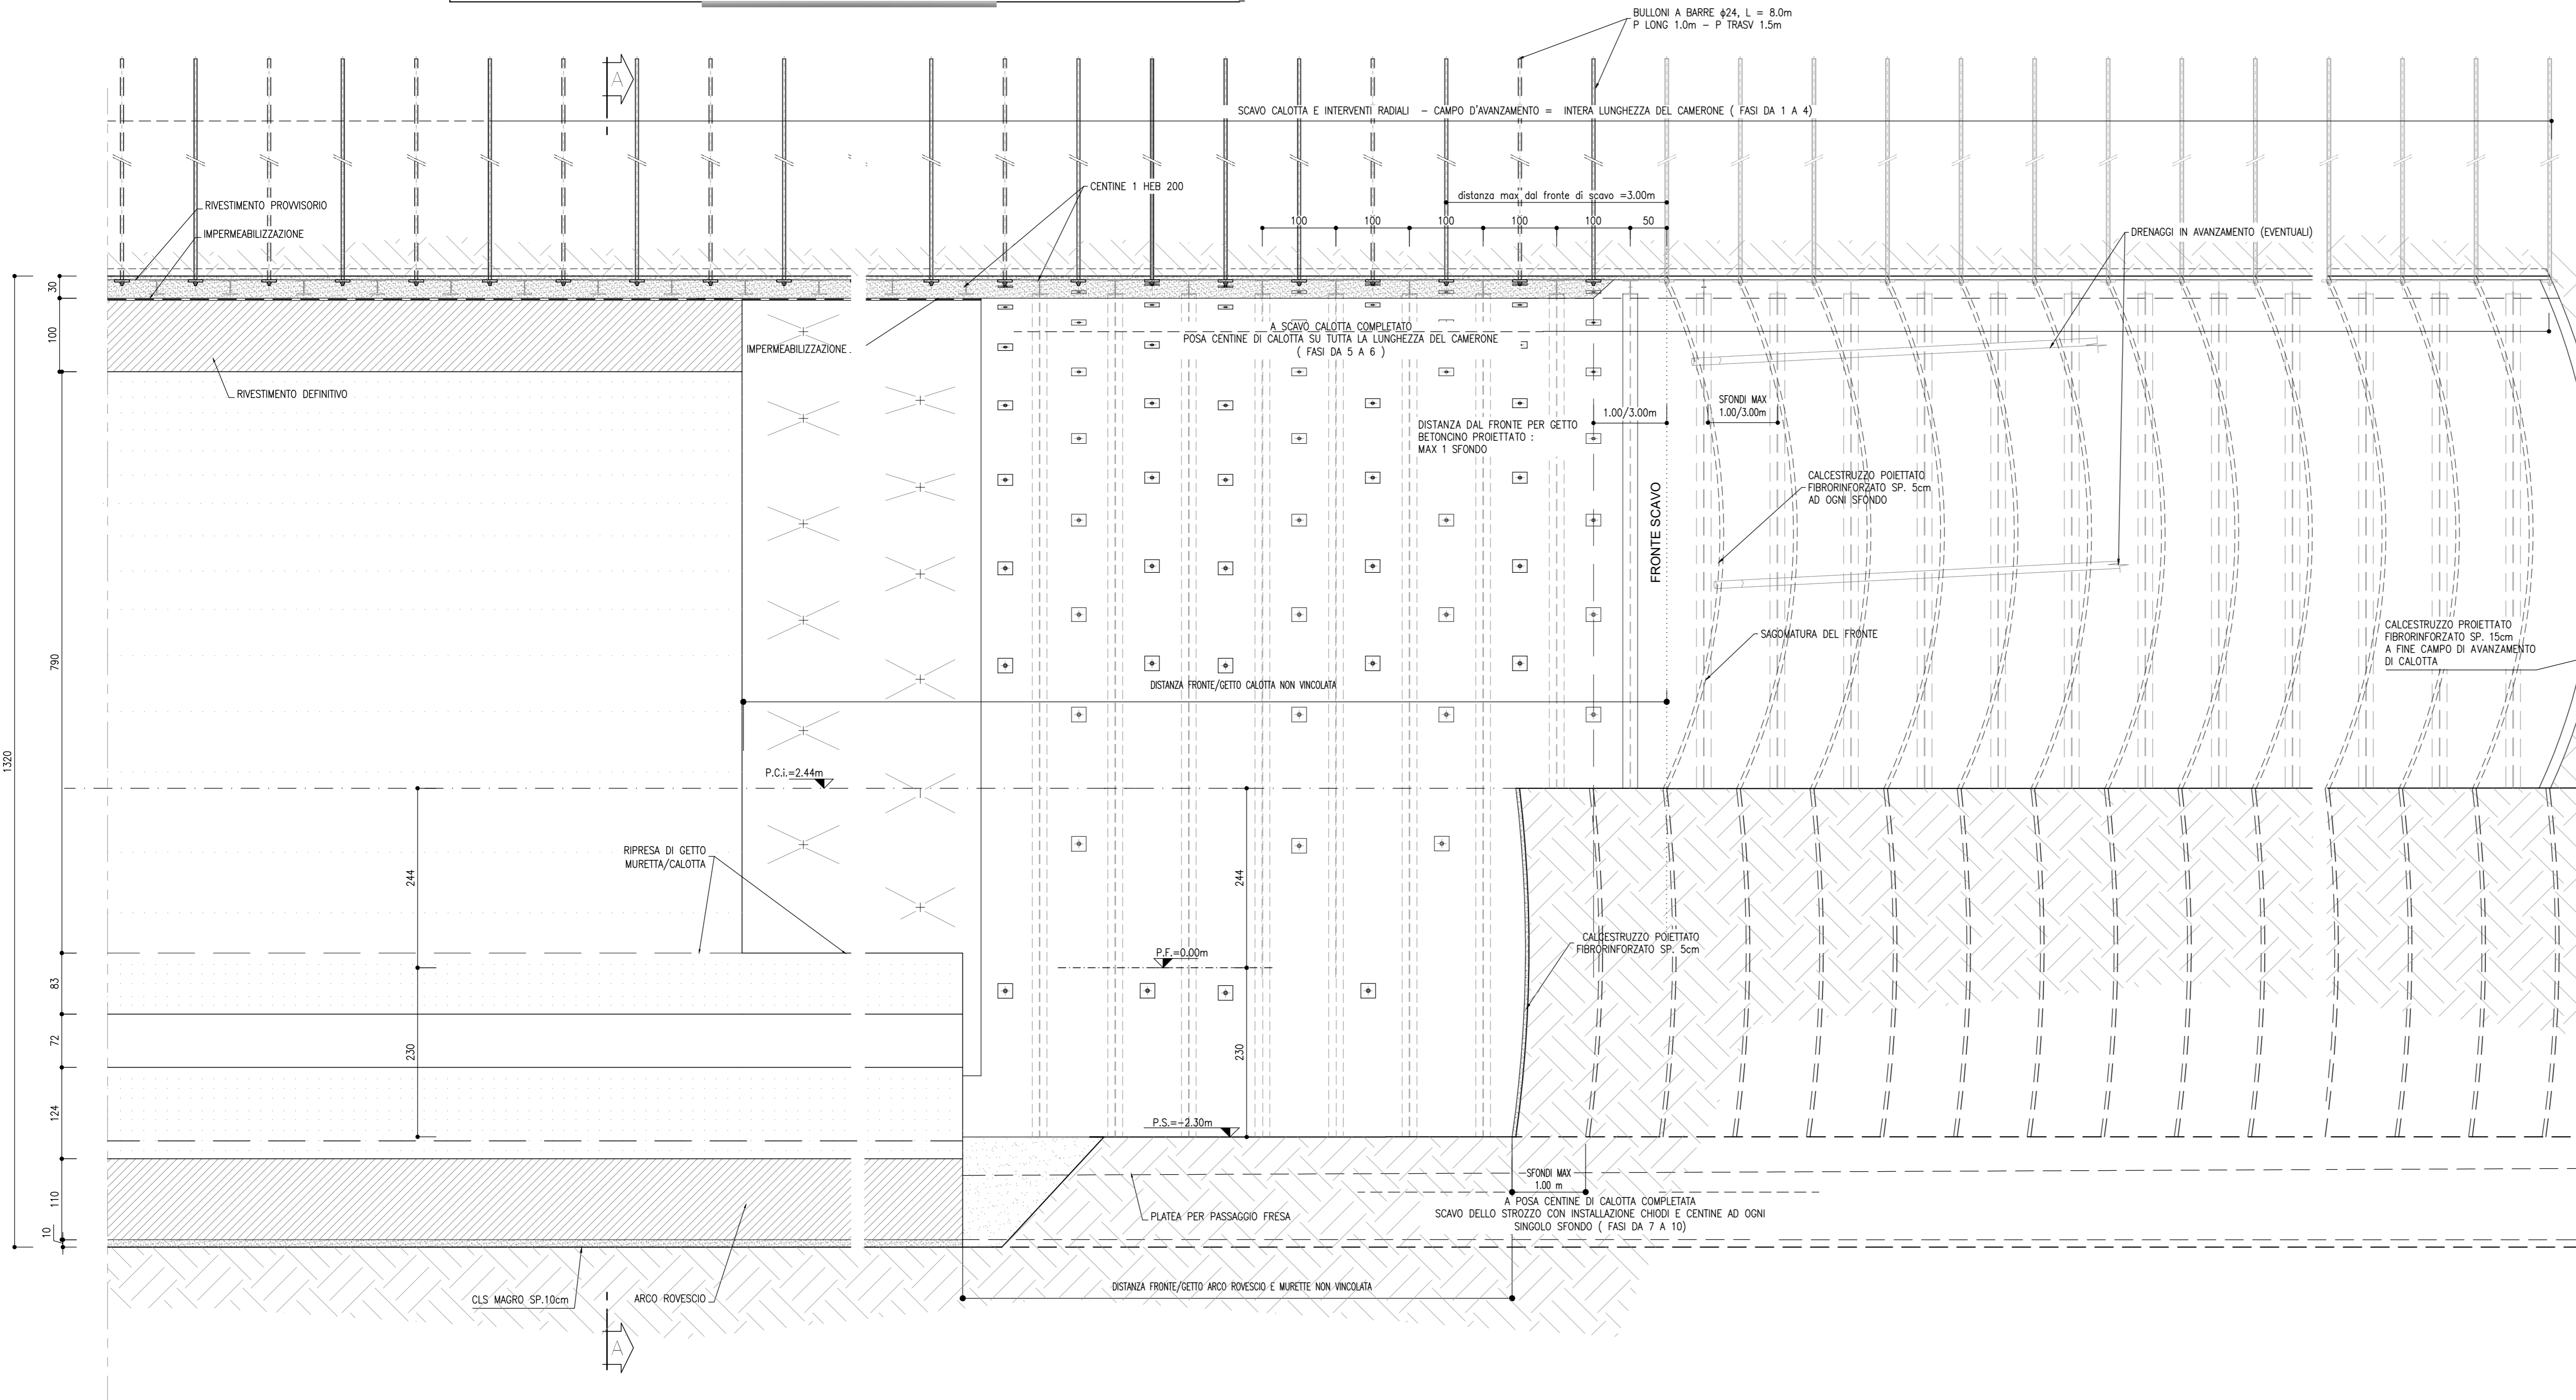 BULLONI A BARRE ϕ24, L = 8.0m
P LONG 1.0m – P TRASV 1.5m
A
SCAVO CALOTTA E INTERVENTI RADIALI – CAMPO D'AVANZAMENTO = INTERA LUNGHEZZA DEL CAMERONE ( FASI DA 1 A 4)
CENTINE 1 HEB 200
distanza max dal fronte di scavo =3.00m
RIVESTIMENTO PROVVISORIO
IMPERMEABILIZZAZIONE
100
100
100
100
100
50
DRENAGGI IN AVANZAMENTO (EVENTUALI)
30
100
A SCAVO CALOTTA COMPLETATO
POSA CENTINE DI CALOTTA SU TUTTA LA LUNGHEZZA DEL CAMERONE
( FASI DA 5 A 6 )
IMPERMEABILIZZAZIONE
RIVESTIMENTO DEFINITIVO
1.00/3.00m
SFONDI MAX
1.00/3.00m
DISTANZA DAL FRONTE PER GETTO
BETONCINO PROIETTATO :
MAX 1 SFONDO
FRONTE SCAVO
CALCESTRUZZO POIETTATO
FIBRORINFORZATO SP. 5cm
AD OGNI SFONDO
SAGOMATURA DEL FRONTE
CALCESTRUZZO PROIETTATO
FIBRORINFORZATO SP. 15cm
A FINE CAMPO DI AVANZAMENTO
DI CALOTTA
790
1320
DISTANZA FRONTE/GETTO CALOTTA NON VINCOLATA
P.C.i.=2.44m
RIPRESA DI GETTO
MURETTA/CALOTTA
244
244
CALCESTRUZZO POIETTATO
FIBRORINFORZATO SP. 5cm
P.F.=0.00m
83
72
230
230
124
P.S.=-2.30m
SFONDI MAX
1.00 m
A POSA CENTINE DI CALOTTA COMPLETATA
SCAVO DELLO STROZZO CON INSTALLAZIONE CHIODI E CENTINE AD OGNI
SINGOLO SFONDO ( FASI DA 7 A 10)
PLATEA PER PASSAGGIO FRESA
110
10
DISTANZA FRONTE/GETTO ARCO ROVESCIO E MURETTE NON VINCOLATA
CLS MAGRO SP.10cm
ARCO ROVESCIO
A